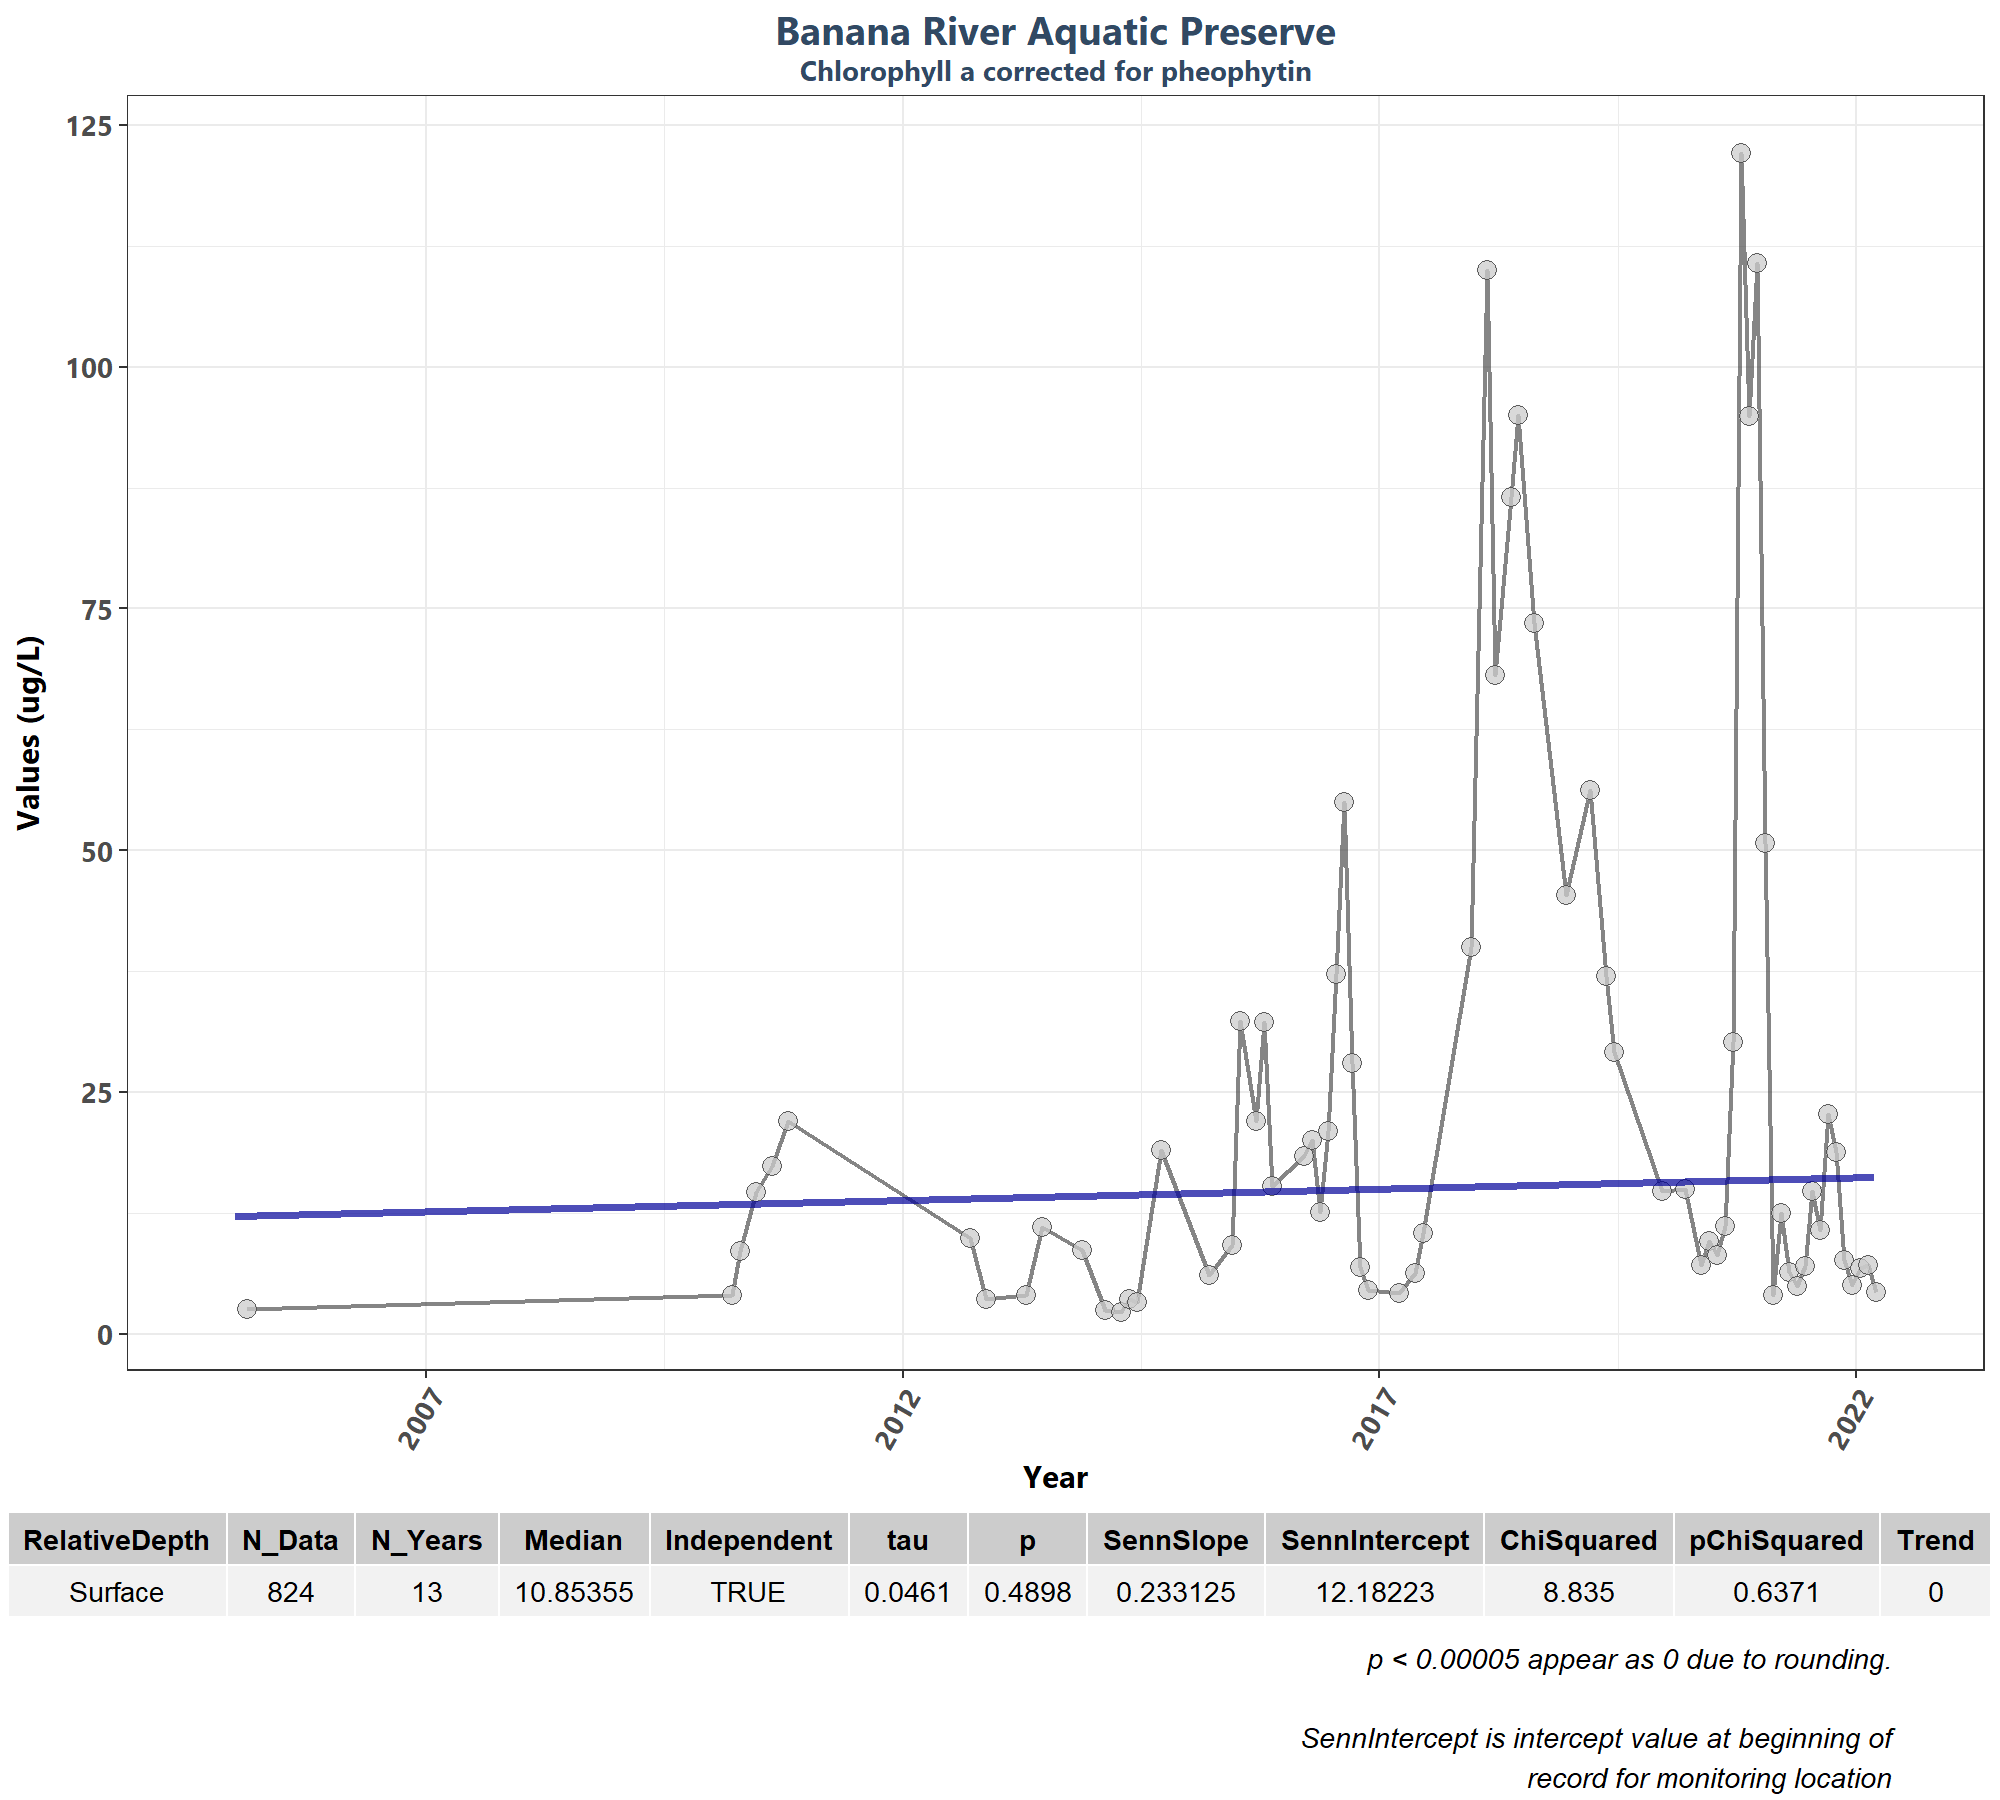 Banana River Aquatic Preserve
Chlorophyll a corrected for pheophytin
125
100
75
50
25
0
Values (ug/L)
2007
2012
2017
2022
Year
RelativeDepth N_Data N_Years Median Independent tau p SennSlope SennIntercept ChiSquared pChiSquared Trend
Surface 824 13 10.85355 TRUE 0.0461 0.4898 0.233125 12.18223 8.835 0.6371 0
p < 0.00005 appear as 0 due to rounding.
SennIntercept is intercept value at beginning of
record for monitoring location